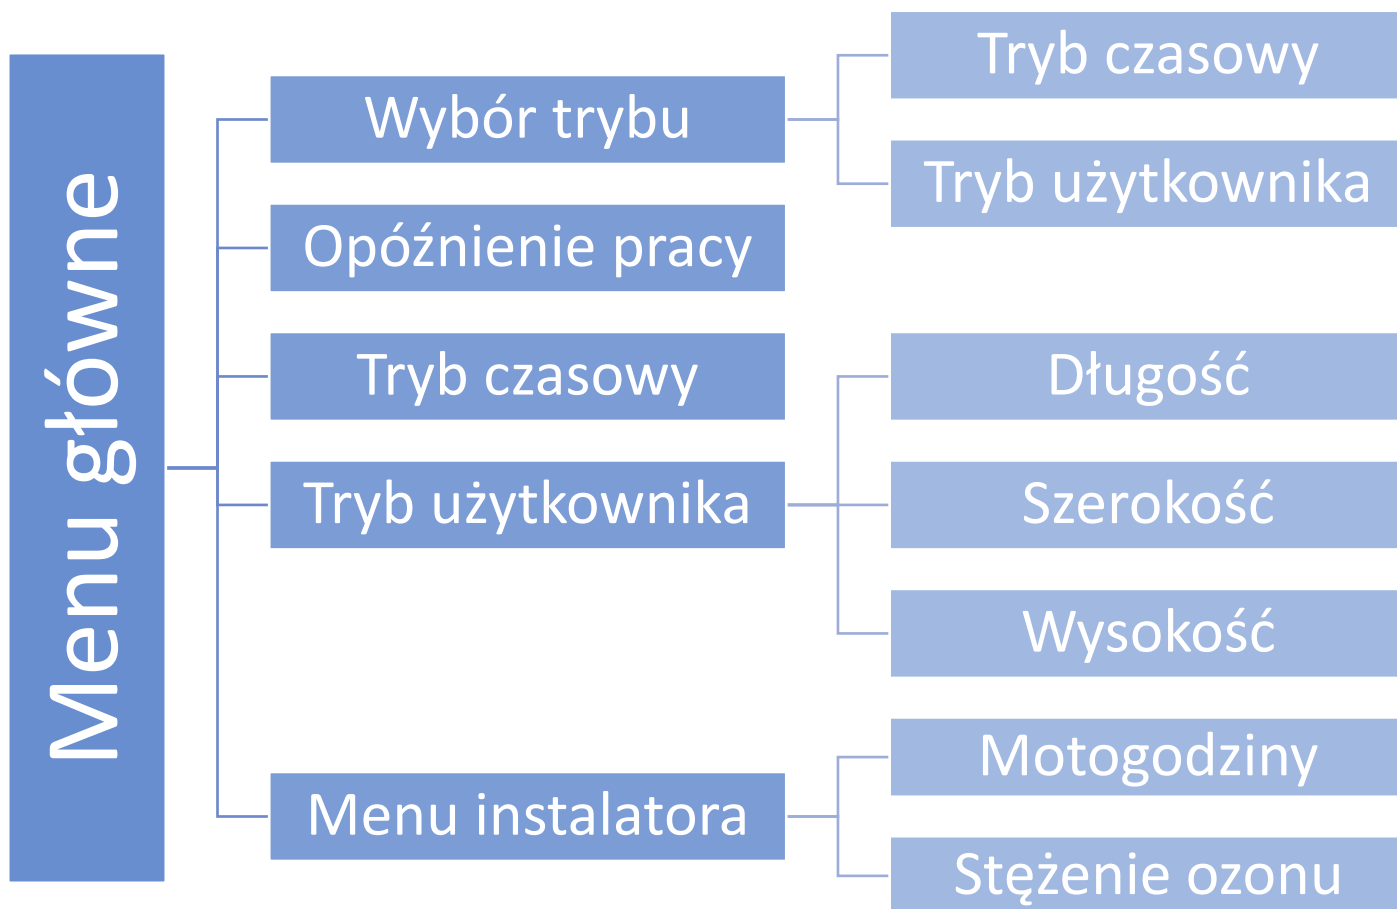 Menu główne
Wybór trybu
Tryb czasowy
Tryb użytkownika
Opóźnienie pracy
Tryb czasowy
Tryb użytkownika
Długość
Szerokość
Wysokość
Menu instalatora
Motogodziny
Stężenie ozonu